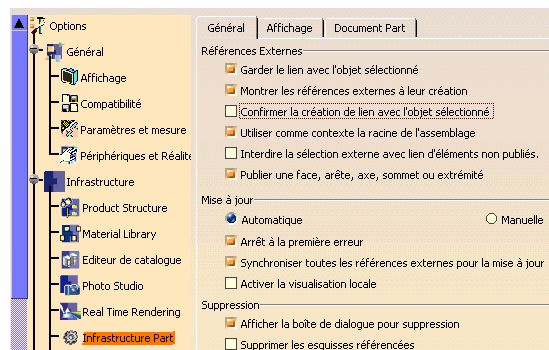 Options
Général
Affichage
Compatibilité
Paramètres et mesure
Périphériques et Réalite
Infrastructure
Product Structure
Material Library
Editeur de catalogue
Photo Studio
Real Time Rendering
Infrastructure Part
Général Affichage Document Part
Références Externes
Garder le lien avec l'objet sélectionné
Montrer les références externes à leur création
Confirmer la création de lien avec l'objet sélectionné
Utiliser comme contexte la racine de l'assemblage
Interdire la sélection externe avec lien d'éléments non publiés.
Publier une face, arête, axe, sommet ou extrémité
Mise à jour
Automatique Manuelle
Arrêt à la première erreur
Synchroniser toutes les références externes pour la mise à jour
Activer la visualisation locale
Suppression
Afficher la boîte de dialogue pour suppression
Supprimer les esquisses référencées